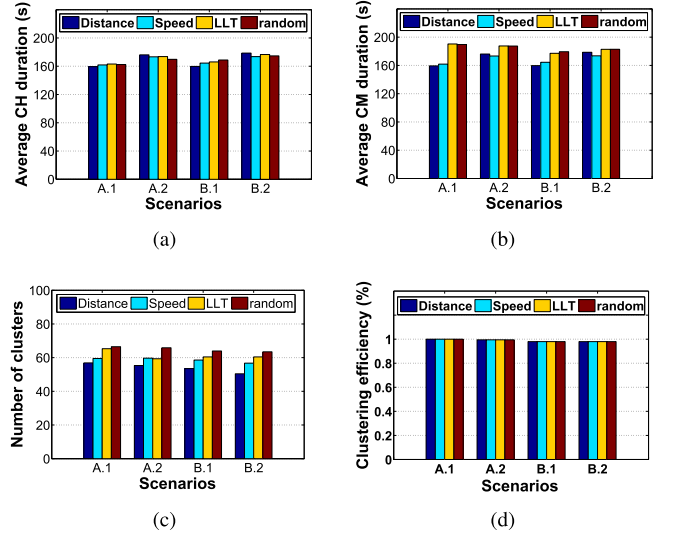 Distance Speed LLT random
Average CH duration (s)
200
160
120
80
40
0
A.1 A.2 B.1 B.2
Scenarios
(a)
Distance Speed LLT random
Average CM duration (s)
200
160
120
80
40
0
A.1 A.2 B.1 B.2
Scenarios
(b)
Distance Speed LLT random
Number of clusters
100
80
60
40
20
0
A.1 A.2 B.1 B.2
Scenarios
(c)
Distance Speed LLT random
Clustering efficiency (%)
1
0.8
0.6
0.4
0.2
0
A.1 A.2 B.1 B.2
Scenarios
(d)